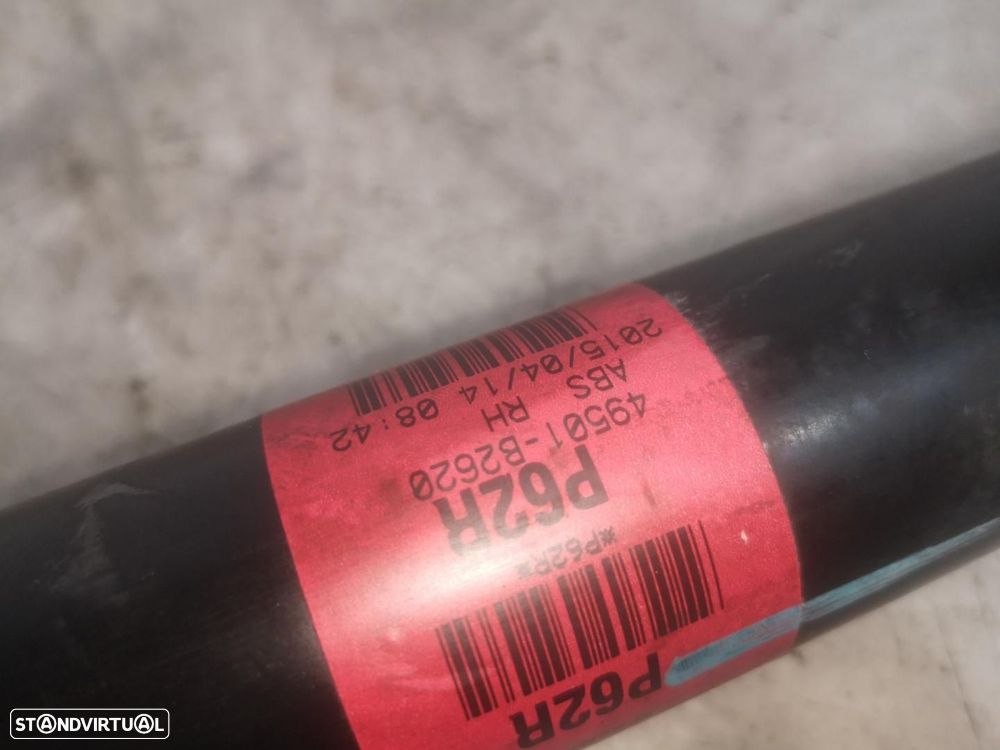 P62R
*P62R*
P62R
49501-B2620
ABS RH
2015/04/14 08:42
STANDVIRTUAL